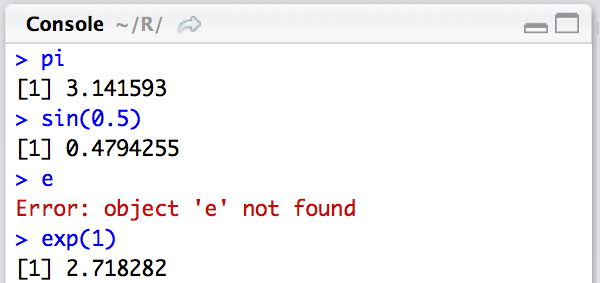 Console ~/R/
> pi
[1] 3.141593
> sin(0.5)
[1] 0.4794255
> e
Error: object 'e' not found
> exp(1)
[1] 2.718282